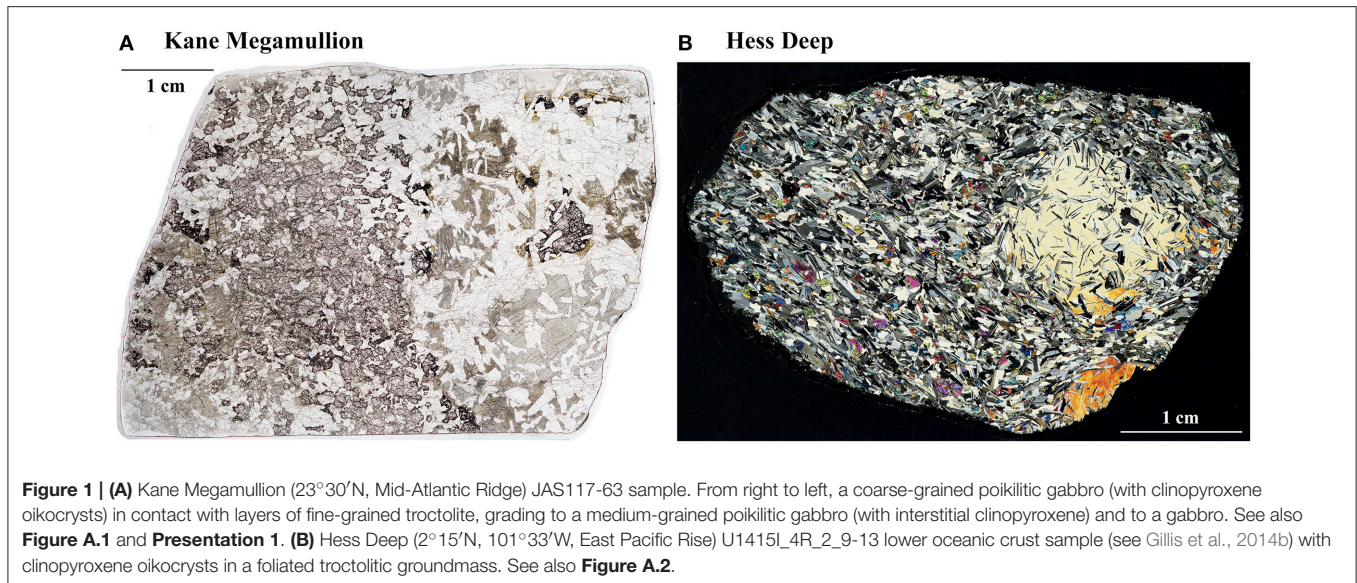 A Kane Megamullion
1 cm
B Hess Deep
1 cm
Figure 1 | (A) Kane Megamullion (23°30′N, Mid-Atlantic Ridge) JAS117-63 sample. From right to left, a coarse-grained poikilitic gabbro (with clinopyroxene
oikocrysts) in contact with layers of fine-grained troctolite, grading to a medium-grained poikilitic gabbro (with interstitial clinopyroxene) and to a gabbro. See also
Figure A.1 and Presentation 1. (B) Hess Deep (2°15′N, 101°33′W, East Pacific Rise) U1415I_4R_2_9-13 lower oceanic crust sample (see Gillis et al., 2014b) with
clinopyroxene oikocrysts in a foliated troctolitic groundmass. See also Figure A.2.